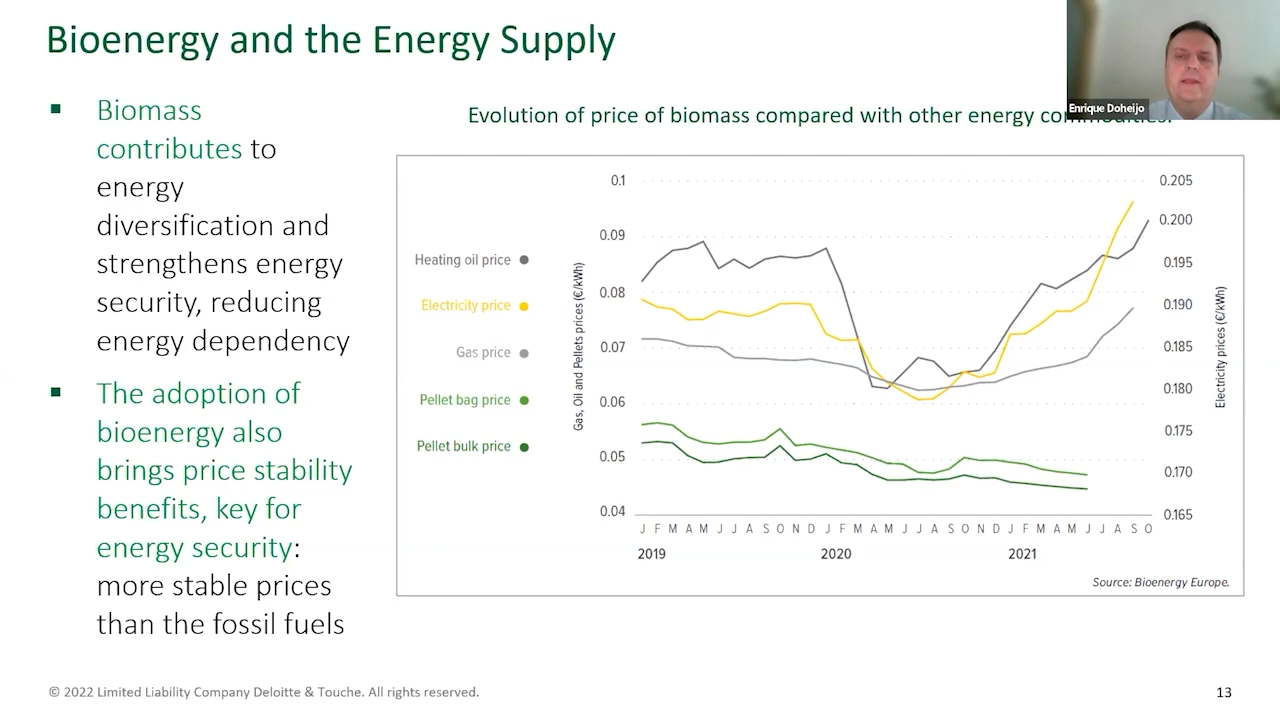 Bioenergy and the Energy Supply
Enrique Doheijo
▪ Biomass
contributes to
energy
diversification and
strengthens energy
security, reducing
energy dependency
▪ The adoption of
bioenergy also
brings price stability
benefits, key for
energy security:
more stable prices
than the fossil fuels
Evolution of price of biomass compared with other energy commodities.
Heating oil price
Electricity price
Gas price
Pellet bag price
Pellet bulk price
Gas, Oil and Pellets prices (€/kWh)
0.1
0.09
0.08
0.07
0.06
0.05
0.04
0.205
0.200
0.195
0.190
0.185
0.180
0.175
0.170
0.165
Electricity prices (€/kWh)
J F M A M J J A S O N D J F M A M J J A S O N D J F M A M J J A S O
2019 2020 2021
Source: Bioenergy Europe.
© 2022 Limited Liability Company Deloitte & Touche. All rights reserved.
13